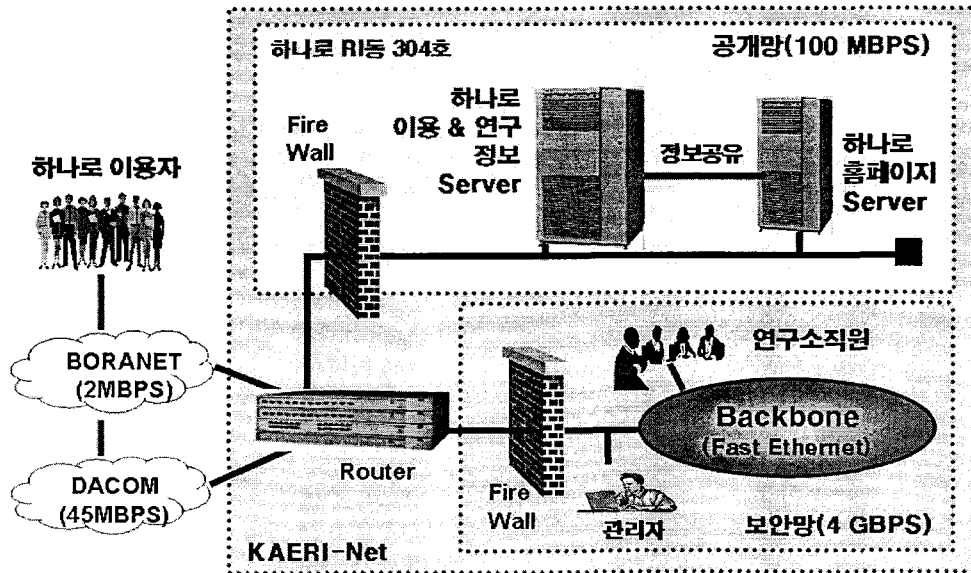 하나로 RI동 304호
공개망(100 MBPS)
하나로
이용 & 연구
정보
Server
Fire
Wall
정보공유
하나로
홈페이지
Server
하나로 이용자
BORANET
(2MBPS)
연구소직원
Backbone
(Fast Ethernet)
Router
DACOM
(45MBPS)
Fire
Wall
관리자
보안망(4 GBPS)
KAERI-Net